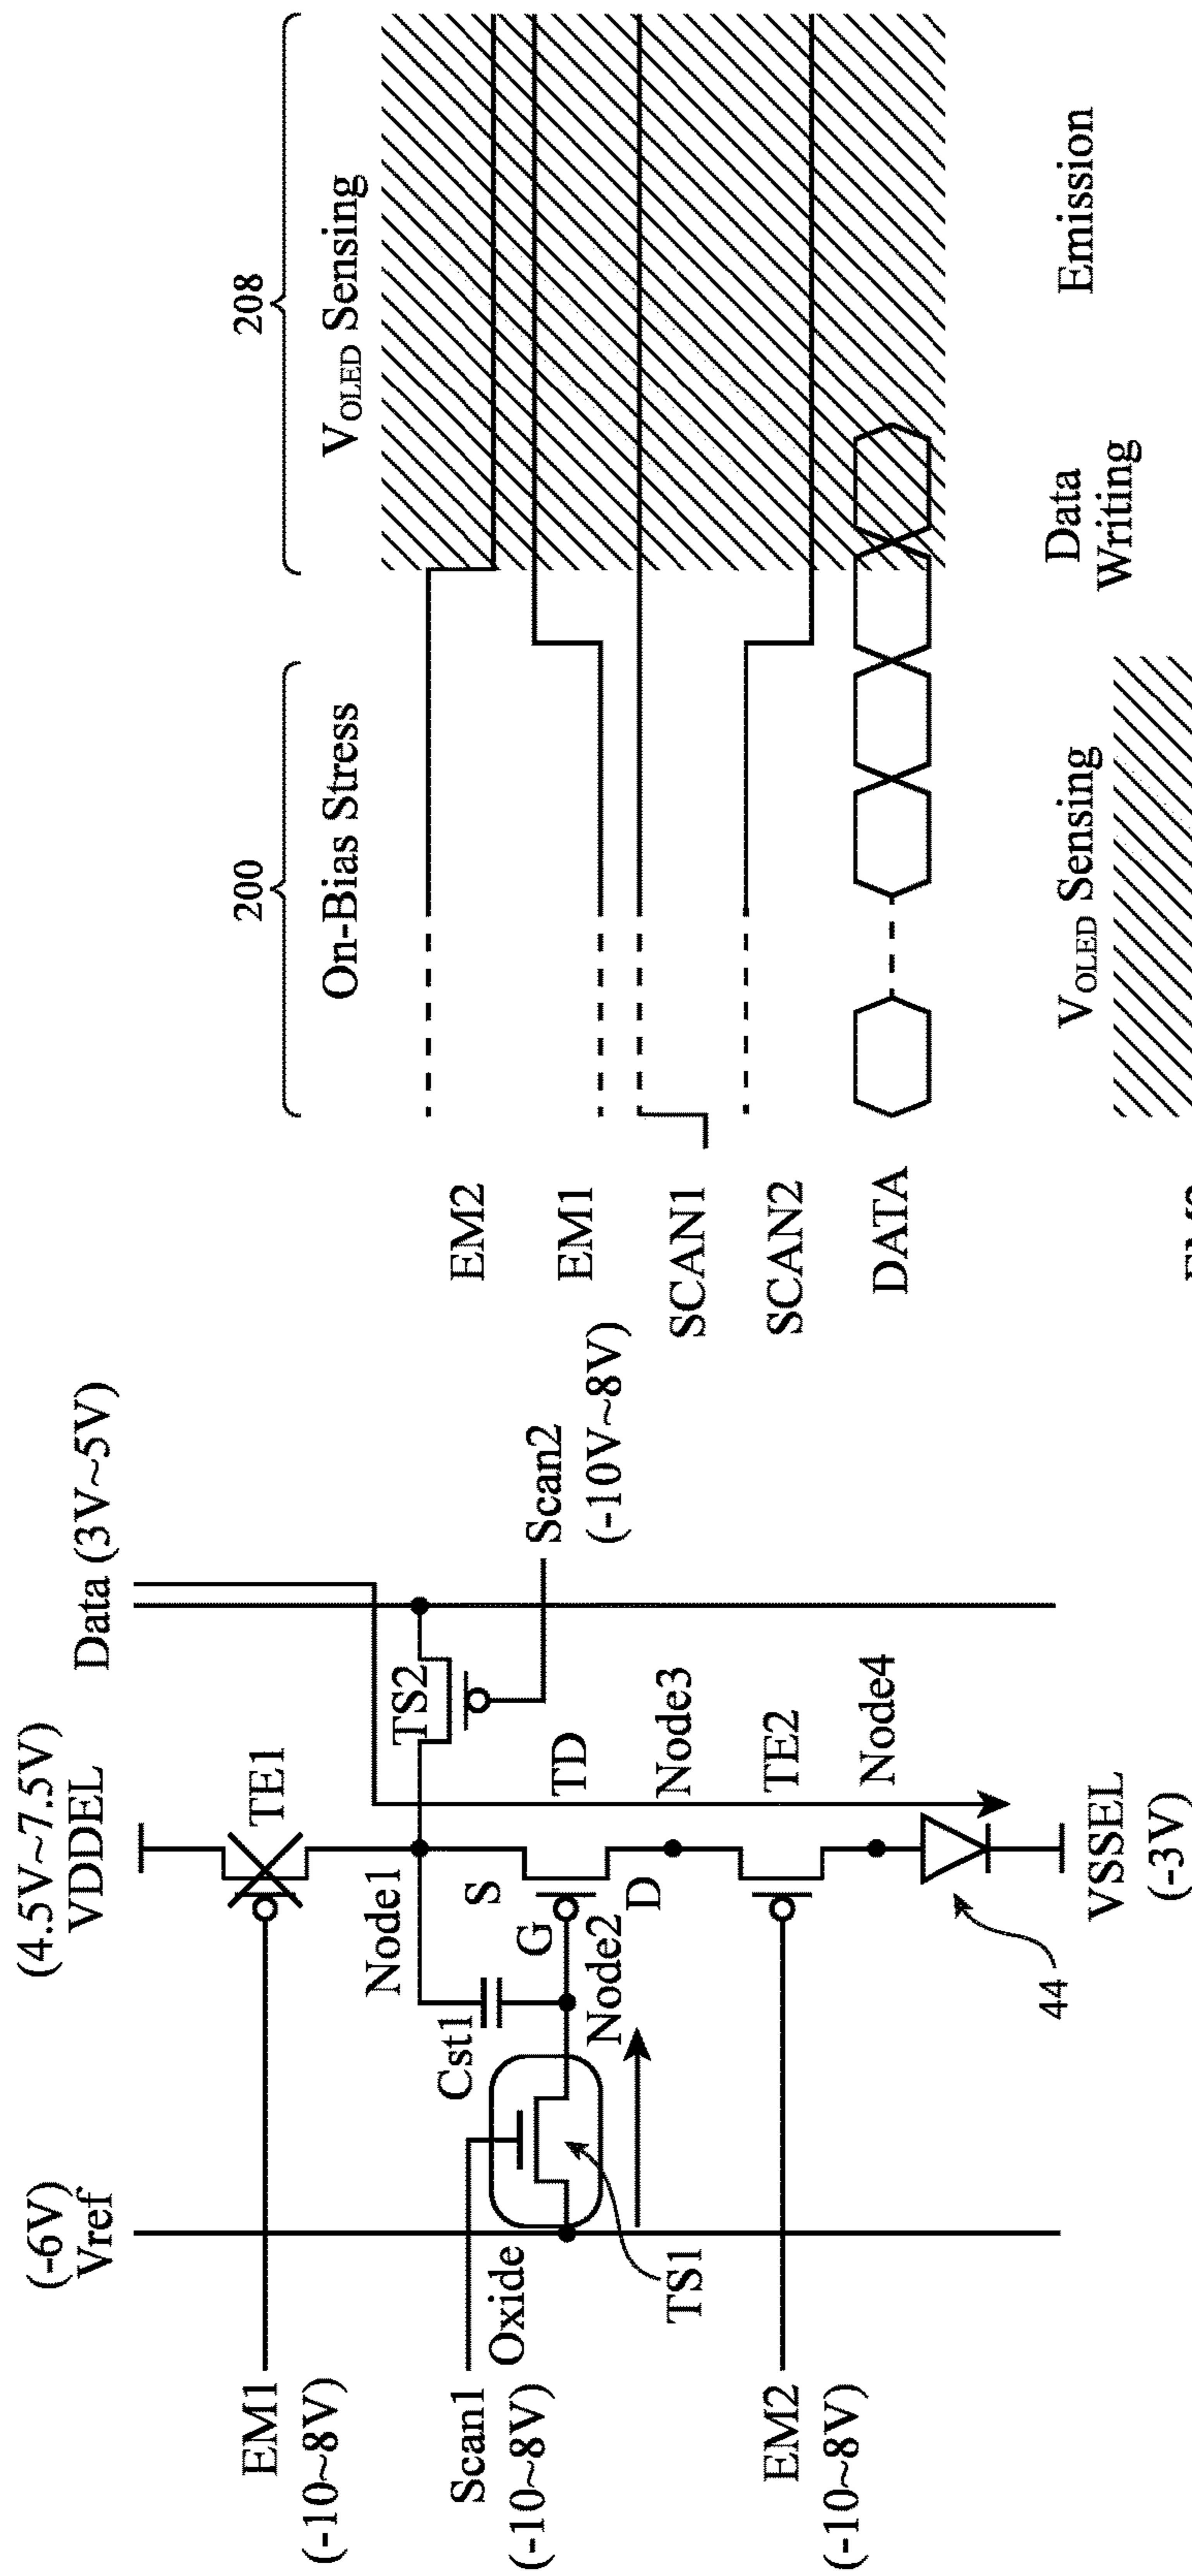 (-6V)
Vref
(4.5V~7.5V)
VDDEL
Data (3V~5V)
EM1
(-10~8V)
TE1
Node1
Scan1
(-10~8V)
Oxide
Cst1
TS2
Scan2
(-10V~8V)
S
G
D
TD
Node2
Node3
TS1
EM2
(-10~8V)
TE2
Node4
44
VSSEL
(-3V)
200
208
On-Bias Stress
VOLED Sensing
EM2
EM1
SCAN1
SCAN2
DATA
VOLED Sensing
Data
Writing
Emission